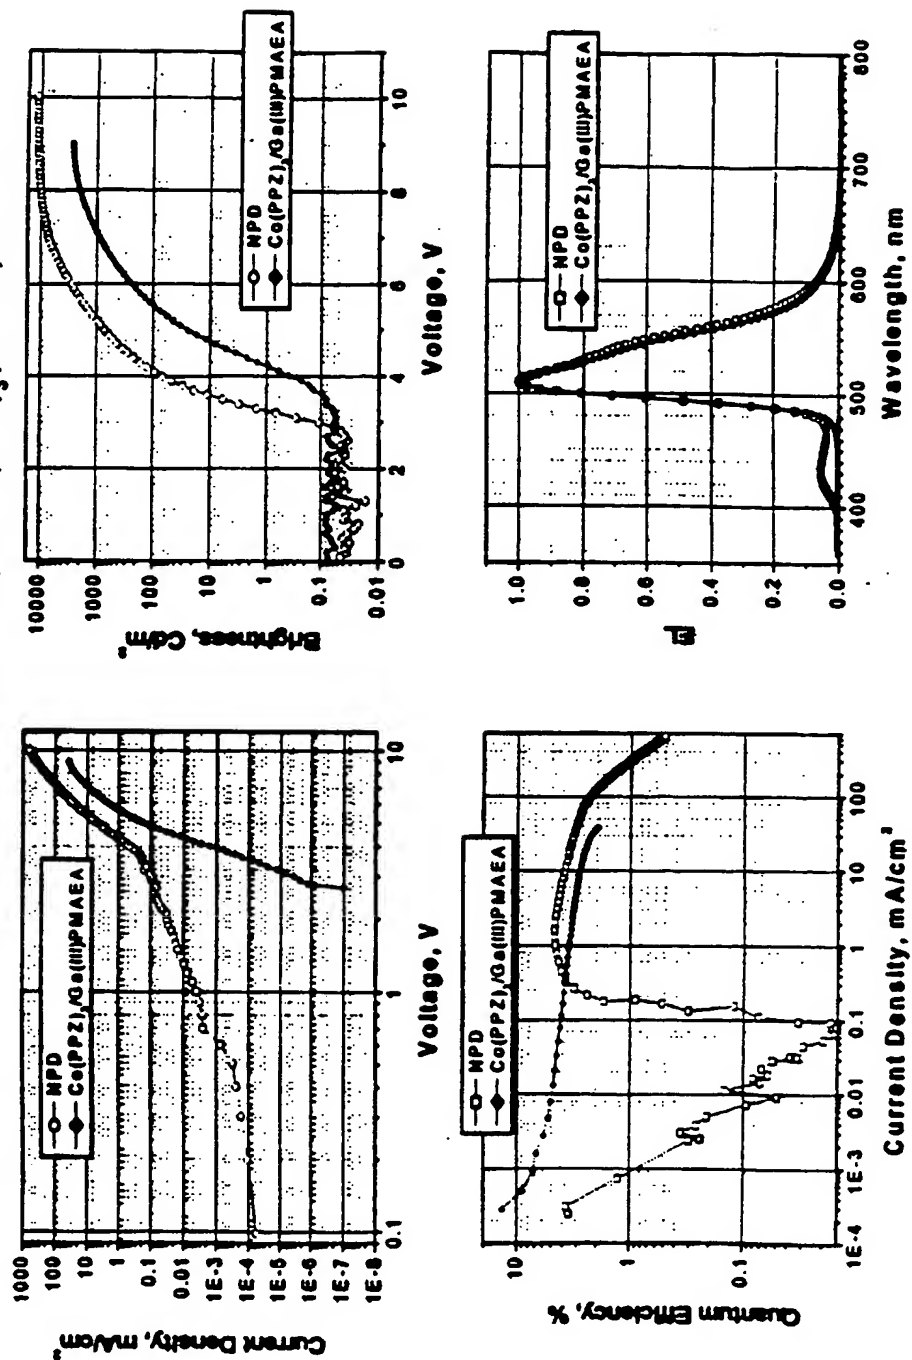 1000
100
10
1
0.1
0.01
1E-3
1E-4
1E-5
1E-6
1E-7
1E-8
Current Density, mA/cm²
NPD
Co(PPZ)₃/Ga(III)PMAEA
0.1
1
10
Voltage, V
10000
1000
100
10
1
0.1
0.01
Brightness, Cd/m²
NPD
Co(PPZ)₃/Ga(III)PMAEA
0
2
4
6
8
10
Voltage, V
10
1
0.1
Quantum Efficiency, %
NPD
Co(PPZ)₃/Ga(III)PMAEA
1E-4
1E-3
0.01
0.1
1
10
100
Current Density, mA/cm²
1.0
0.8
0.6
0.4
0.2
0.0
EL
NPD
Co(PPZ)₃/Ga(III)PMAEA
400
500
600
700
800
Wavelength, nm